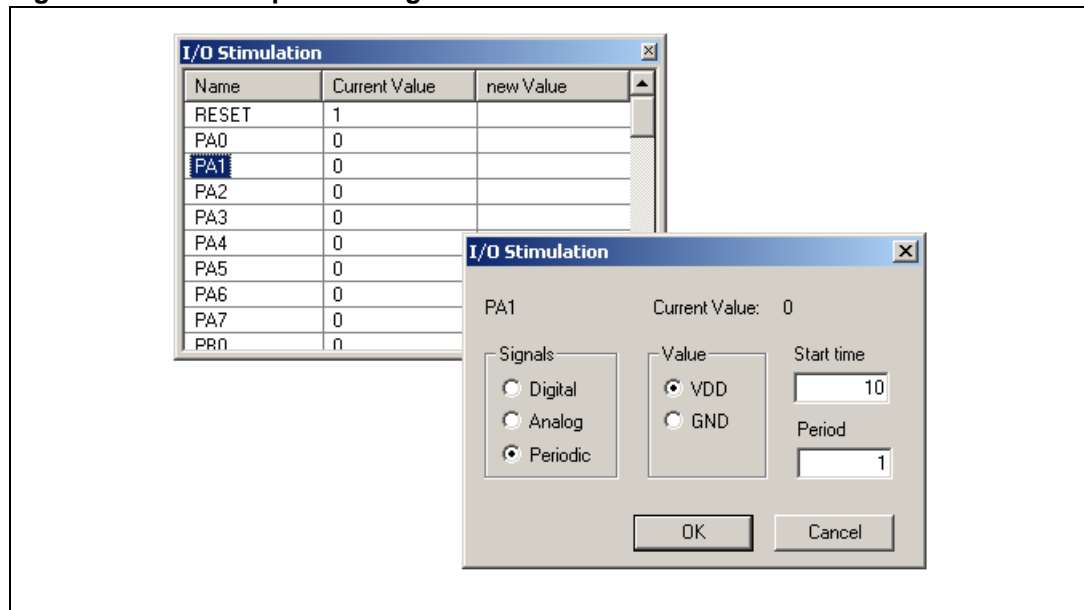 I/O Stimulation
Name Current Value new Value
RESET 1
PA0 0
PA1 0
PA2 0
PA3 0
PA4 0
PA5 0
PA6 0
PA7 0
PB0 0
I/O Stimulation
PA1 Current Value: 0
Signals Value Start time
Digital VDD 10
Analog GND Period
Periodic 1
OK Cancel